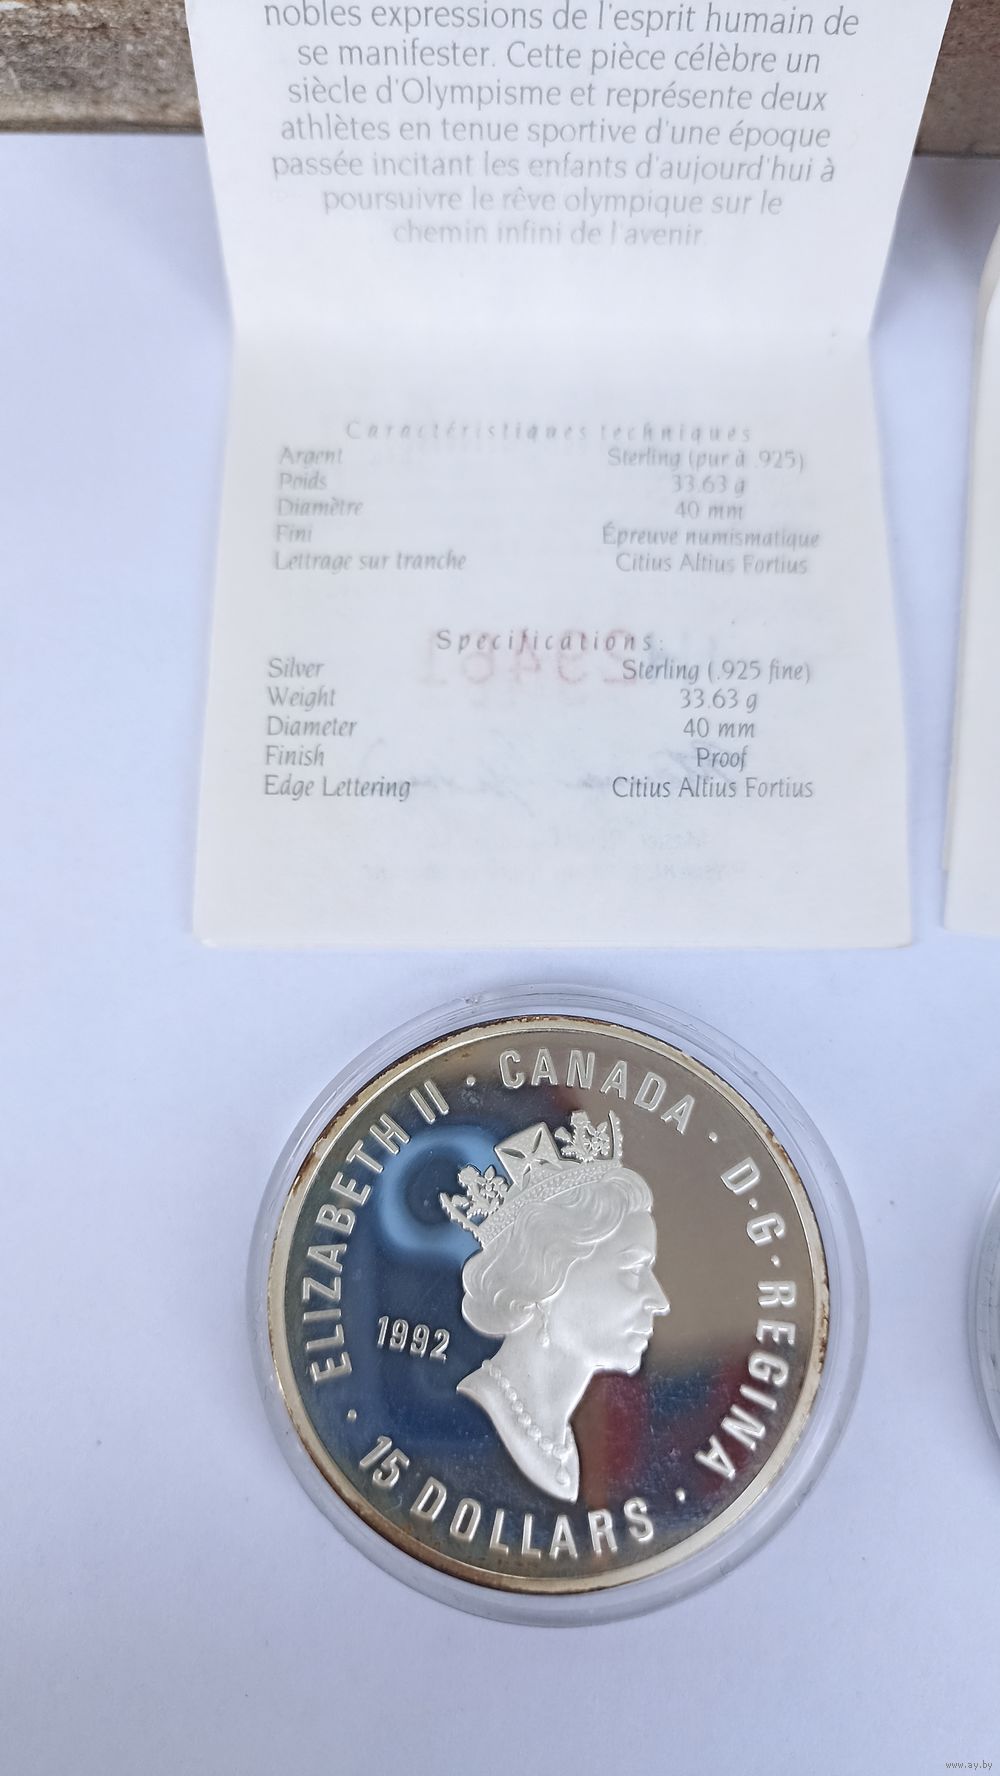 nobles expressions de l'esprit humain de
se manifester. Cette pièce célèbre un
siècle d'Olympisme et représente deux
athlètes en tenue sportive d'une époque
passée incitant les enfants d'aujourd'hui à
poursuivre le rêve olympique sur le
chemin infini de l'avenir.
Caractéristiques techniques
Argent Sterling (pur à .925)
Poids 33.63 g
Diamètre 40 mm
Fini Épreuve numismatique
Lettrage sur tranche Citius Altius Fortius
Specifications:
Silver Sterling (.925 fine)
Weight 33.63 g
Diameter 40 mm
Finish Proof
Edge Lettering Citius Altius Fortius
ELIZABETH II · CANADA · D·G·REGINA ·
1992
15 DOLLARS
www.ay.by